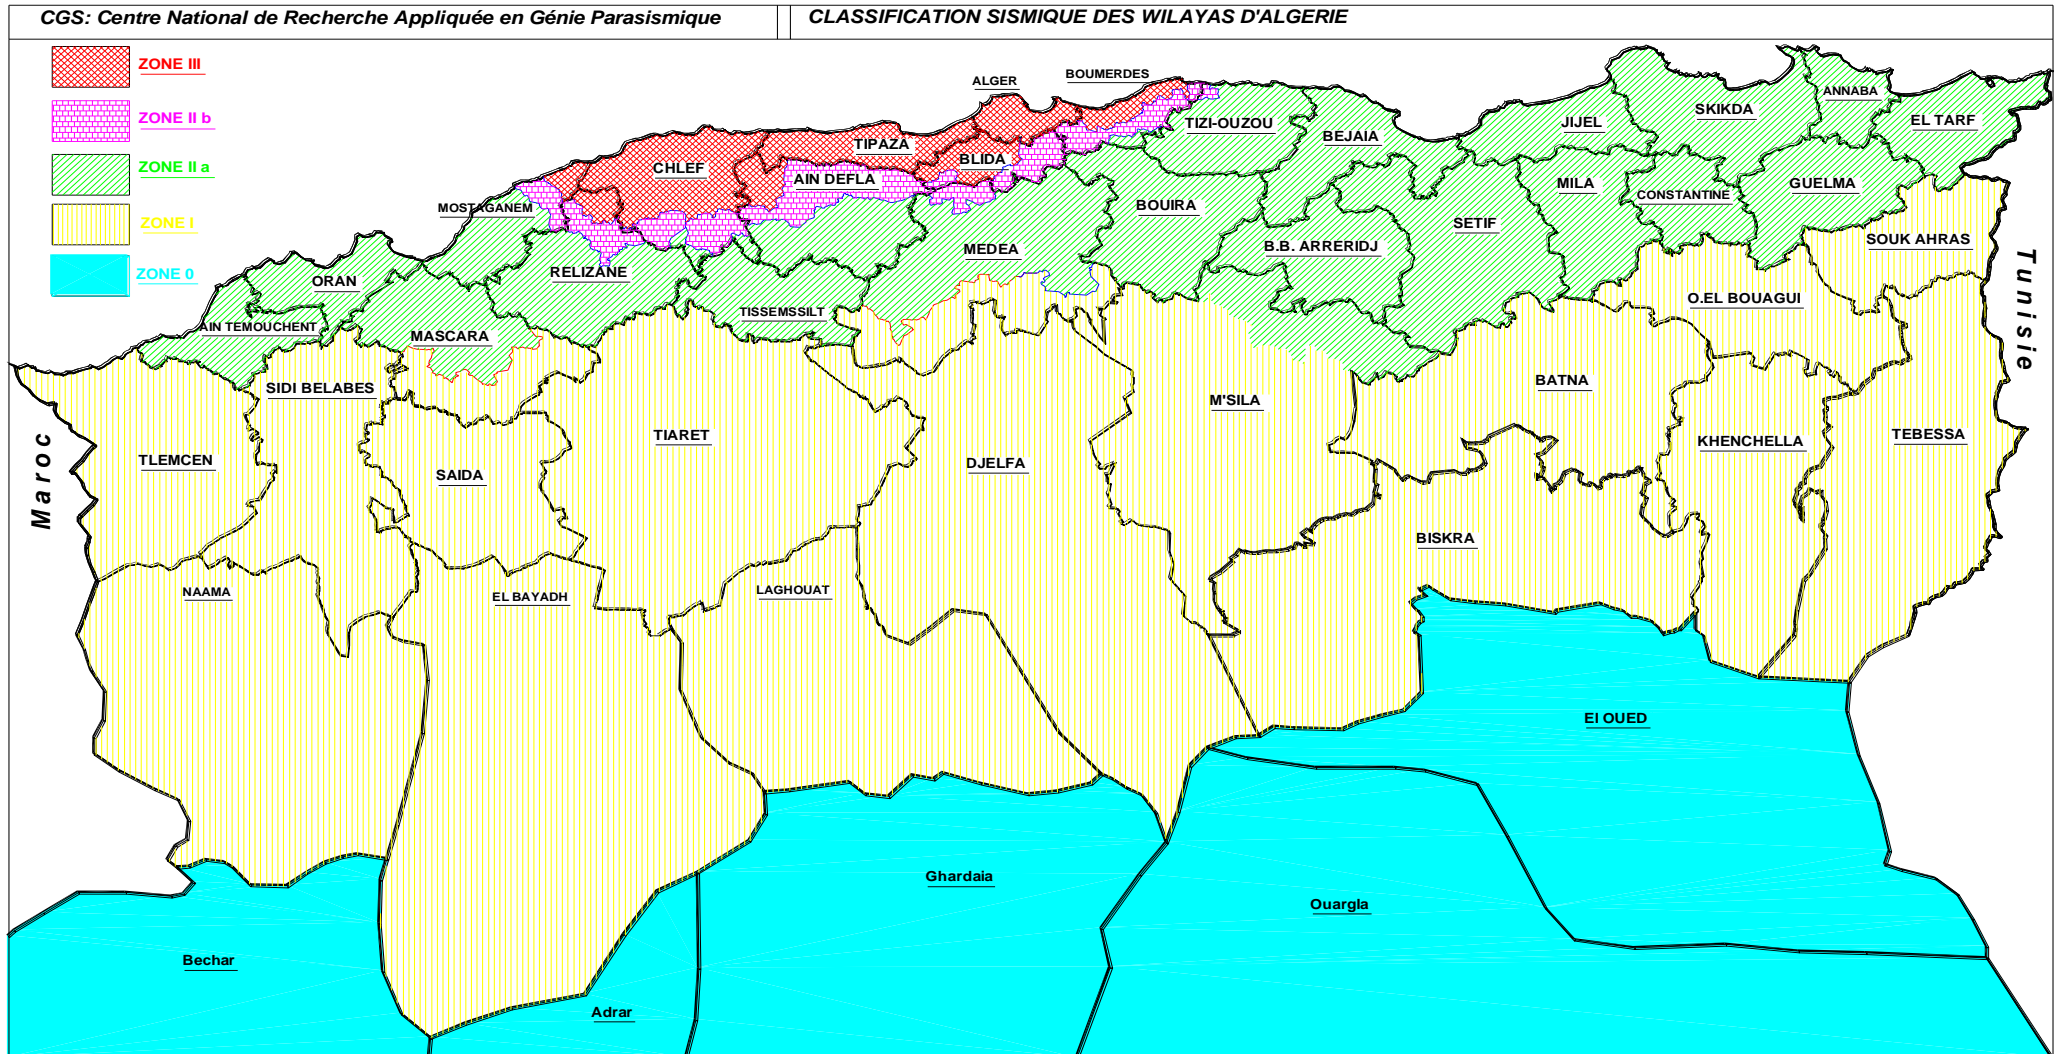 CGS: Centre National de Recherche Appliquée en Génie Parasismique
CLASSIFICATION SISMIQUE DES WILAYAS D'ALGERIE
ZONE III
ZONE II b
ZONE II a
ZONE I
ZONE 0
ALGER
BOUMERDES
TIZI-OUZOU
BEJAIA
JIJEL
SKIKDA
ANNABA
EL TARF
CHLEF
TIPAZA
BLIDA
AIN DEFLA
MOSTAGANEM
BOUIRA
MILA
CONSTANTINE
GUELMA
SETIF
MEDEA
B.B. ARRERIDJ
SOUK AHRAS
ORAN
RELIZANE
AIN TEMOUCHENT
MASCARA
TISSEMSSILT
O.EL BOUAGUI
Tunisie
SIDI BELABES
M'SILA
BATNA
Maroc
TLEMCEN
SAIDA
TIARET
DJELFA
KHENCHELLA
TEBESSA
BISKRA
NAAMA
EL BAYADH
LAGHOUAT
El OUED
Ghardaia
Ouargla
Bechar
Adrar